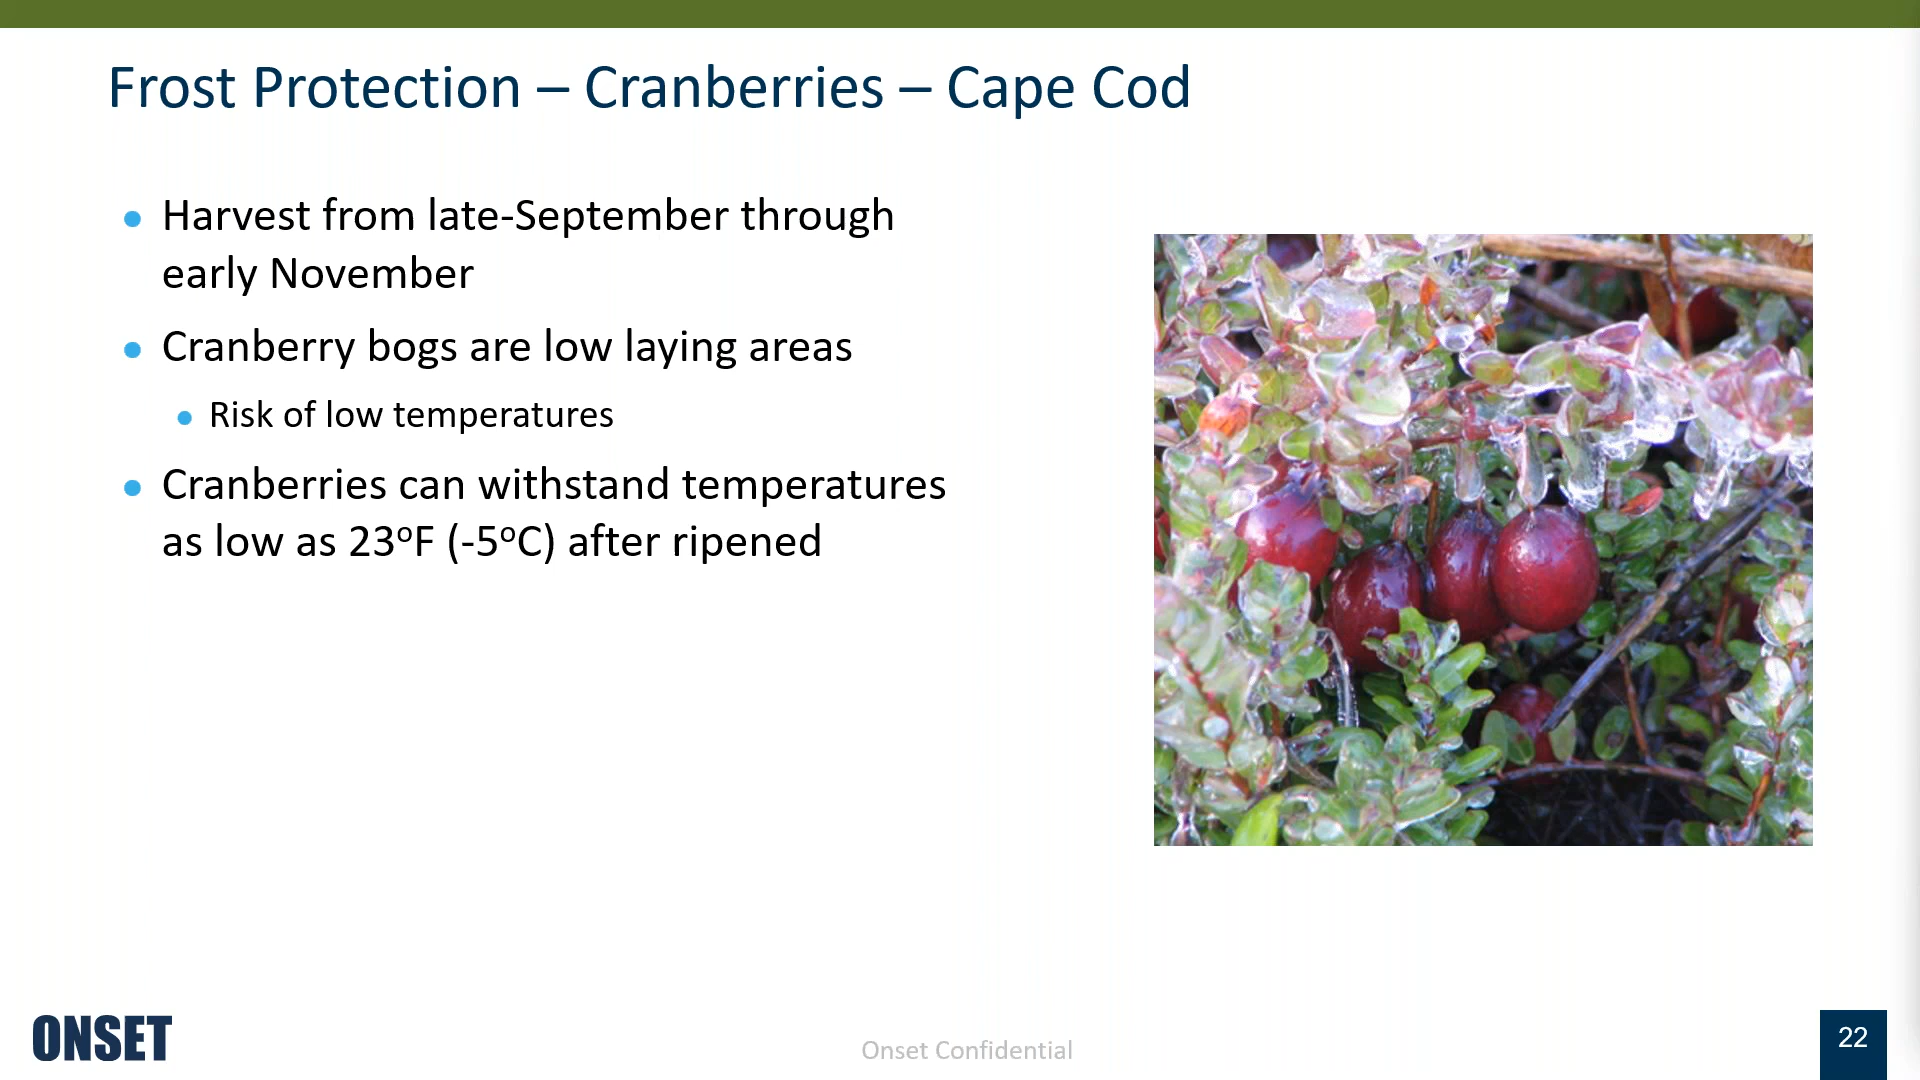 Frost Protection – Cranberries – Cape Cod
● Harvest from late-September through
early November
● Cranberry bogs are low laying areas
● Risk of low temperatures
● Cranberries can withstand temperatures
as low as 23ᵒF (-5ᵒC) after ripened
ONSET
Onset Confidential
22